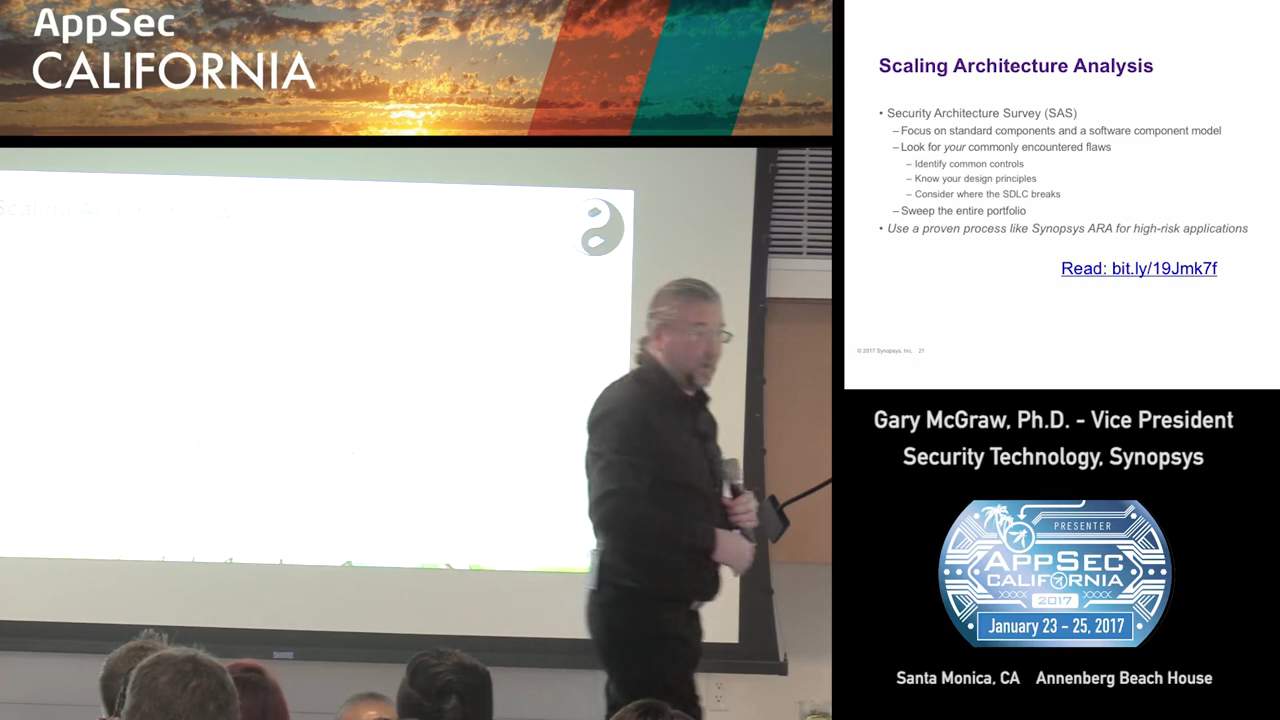 AppSec
CALIFORNIA
Scaling Architecture Analysis
• Security Architecture Survey (SAS)
– Focus on standard components and a software component model
– Look for your commonly encountered flaws
– Identify common controls
– Know your design principles
– Consider where the SDLC breaks
– Sweep the entire portfolio
• Use a proven process like Synopsys ARA for high-risk applications
Read: bit.ly/19Jmk7f
© 2017 Synopsys, Inc. 21
Gary McGraw, Ph.D. - Vice President
Security Technology, Synopsys
PRESENTER
APPSEC
CALIFORNIA
XXXX 2017 XXXX
January 23 - 25, 2017
Santa Monica, CA Annenberg Beach House